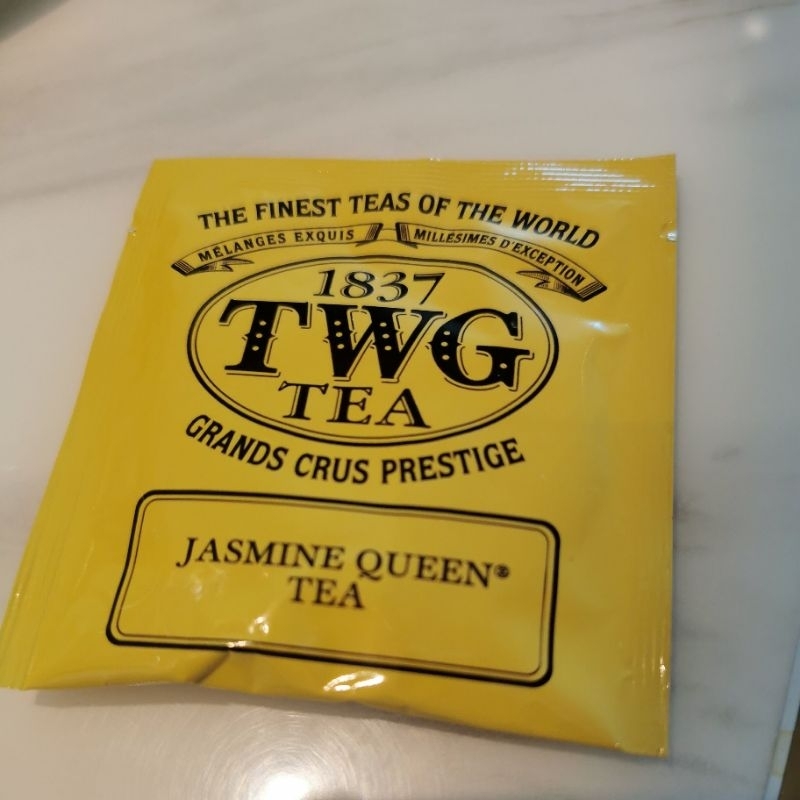 THE FINEST TEAS OF THE WORLD
MÉLANGES EXQUIS MILLÉSIMES D'EXCEPTION
1837
TWG
TEA
GRANDS CRUS PRESTIGE
JASMINE QUEEN®
TEA